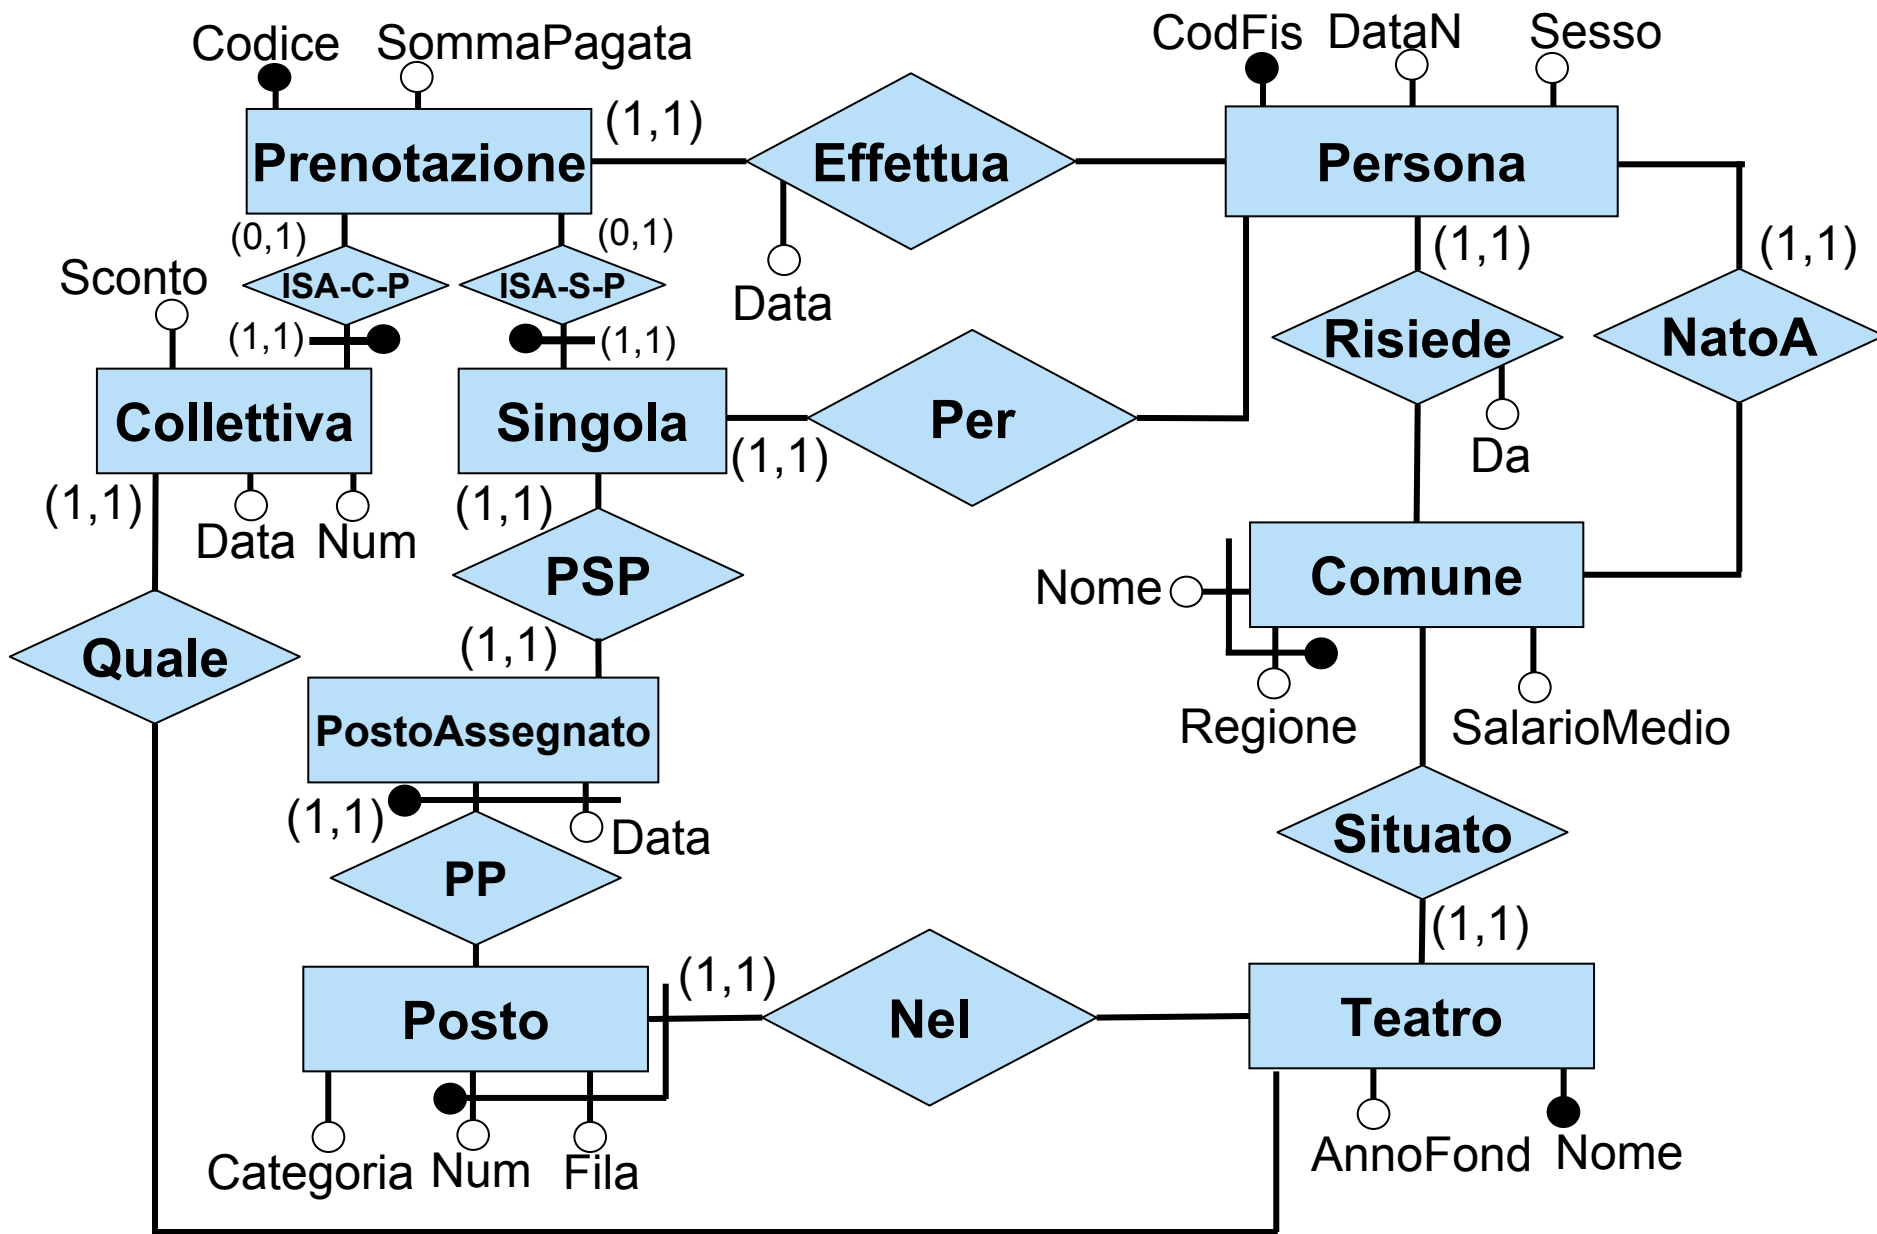 Codice
SommaPagata
CodFis
DataN
Sesso
Prenotazione
(1,1)
Effettua
Persona
(0,1)
(0,1)
(1,1)
(1,1)
Sconto
ISA-C-P
ISA-S-P
Data
(1,1)
(1,1)
Risiede
NatoA
Collettiva
Singola
Per
(1,1)
Da
(1,1)
(1,1)
Data
Num
PSP
Nome
Comune
(1,1)
Quale
Regione
SalarioMedio
PostoAssegnato
(1,1)
Data
Situato
PP
(1,1)
(1,1)
Posto
Nel
Teatro
Categoria
Num
Fila
AnnoFond
Nome